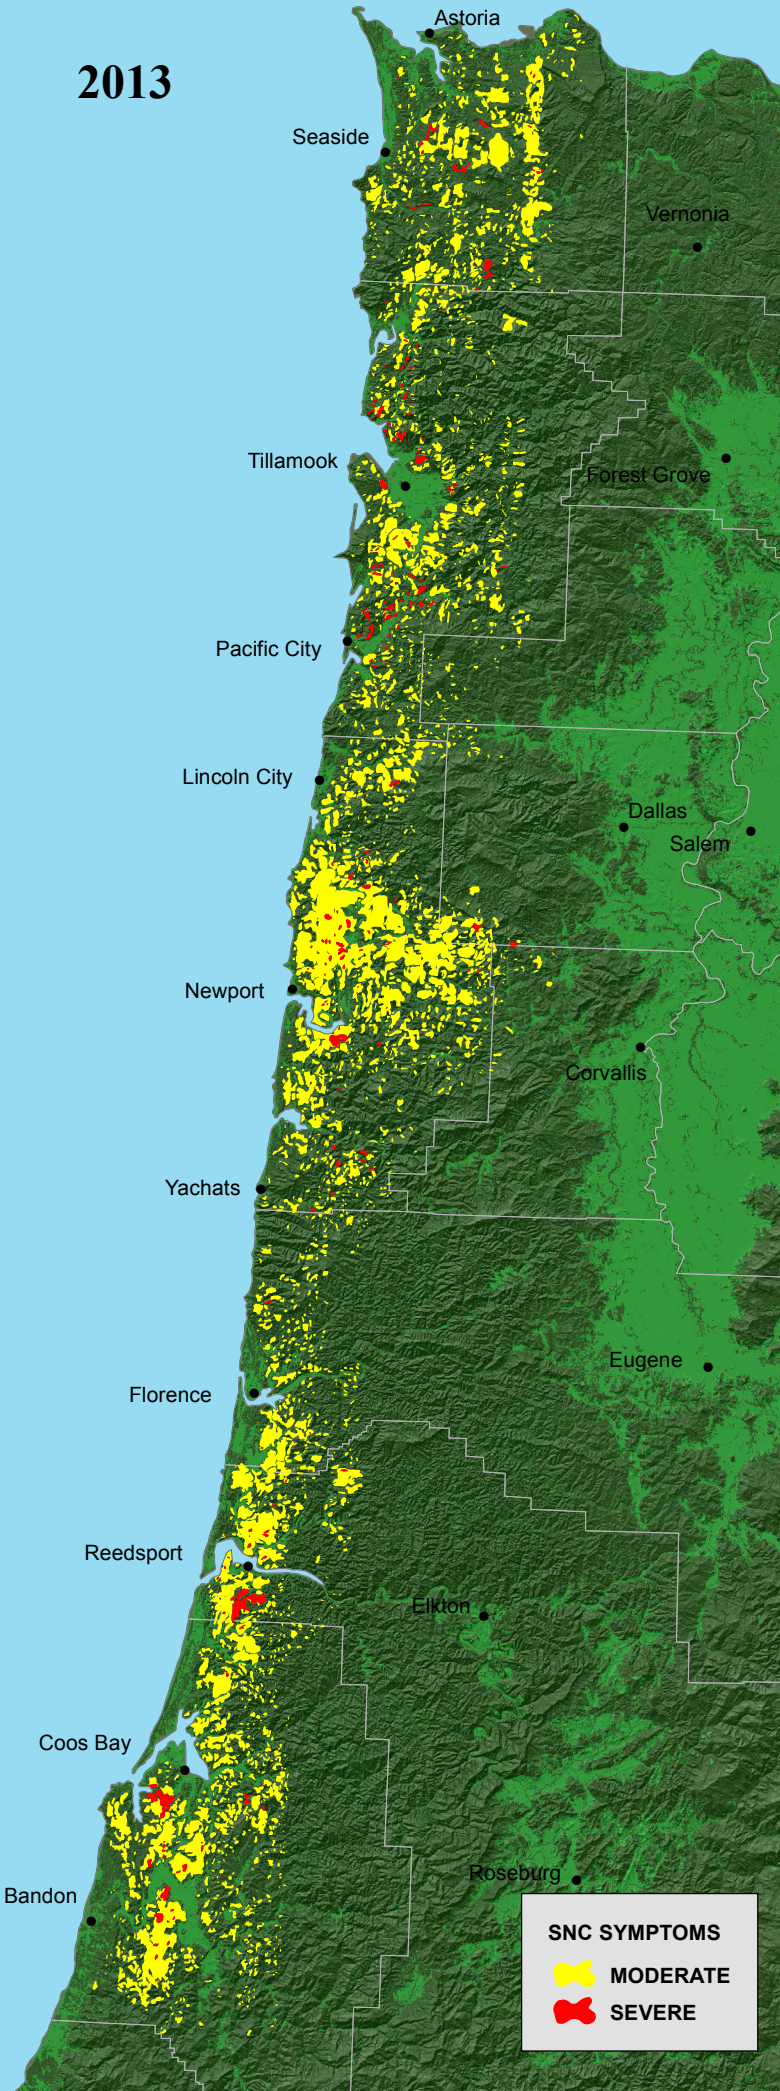 Astoria
2013
Seaside
Vernonia
Tillamook
Forest Grove
Pacific City
Lincoln City
Dallas
Salem
Newport
Corvallis
Yachats
Eugene
Florence
Reedsport
Elkton
Coos Bay
Roseburg
Bandon
SNC SYMPTOMS
MODERATE
SEVERE